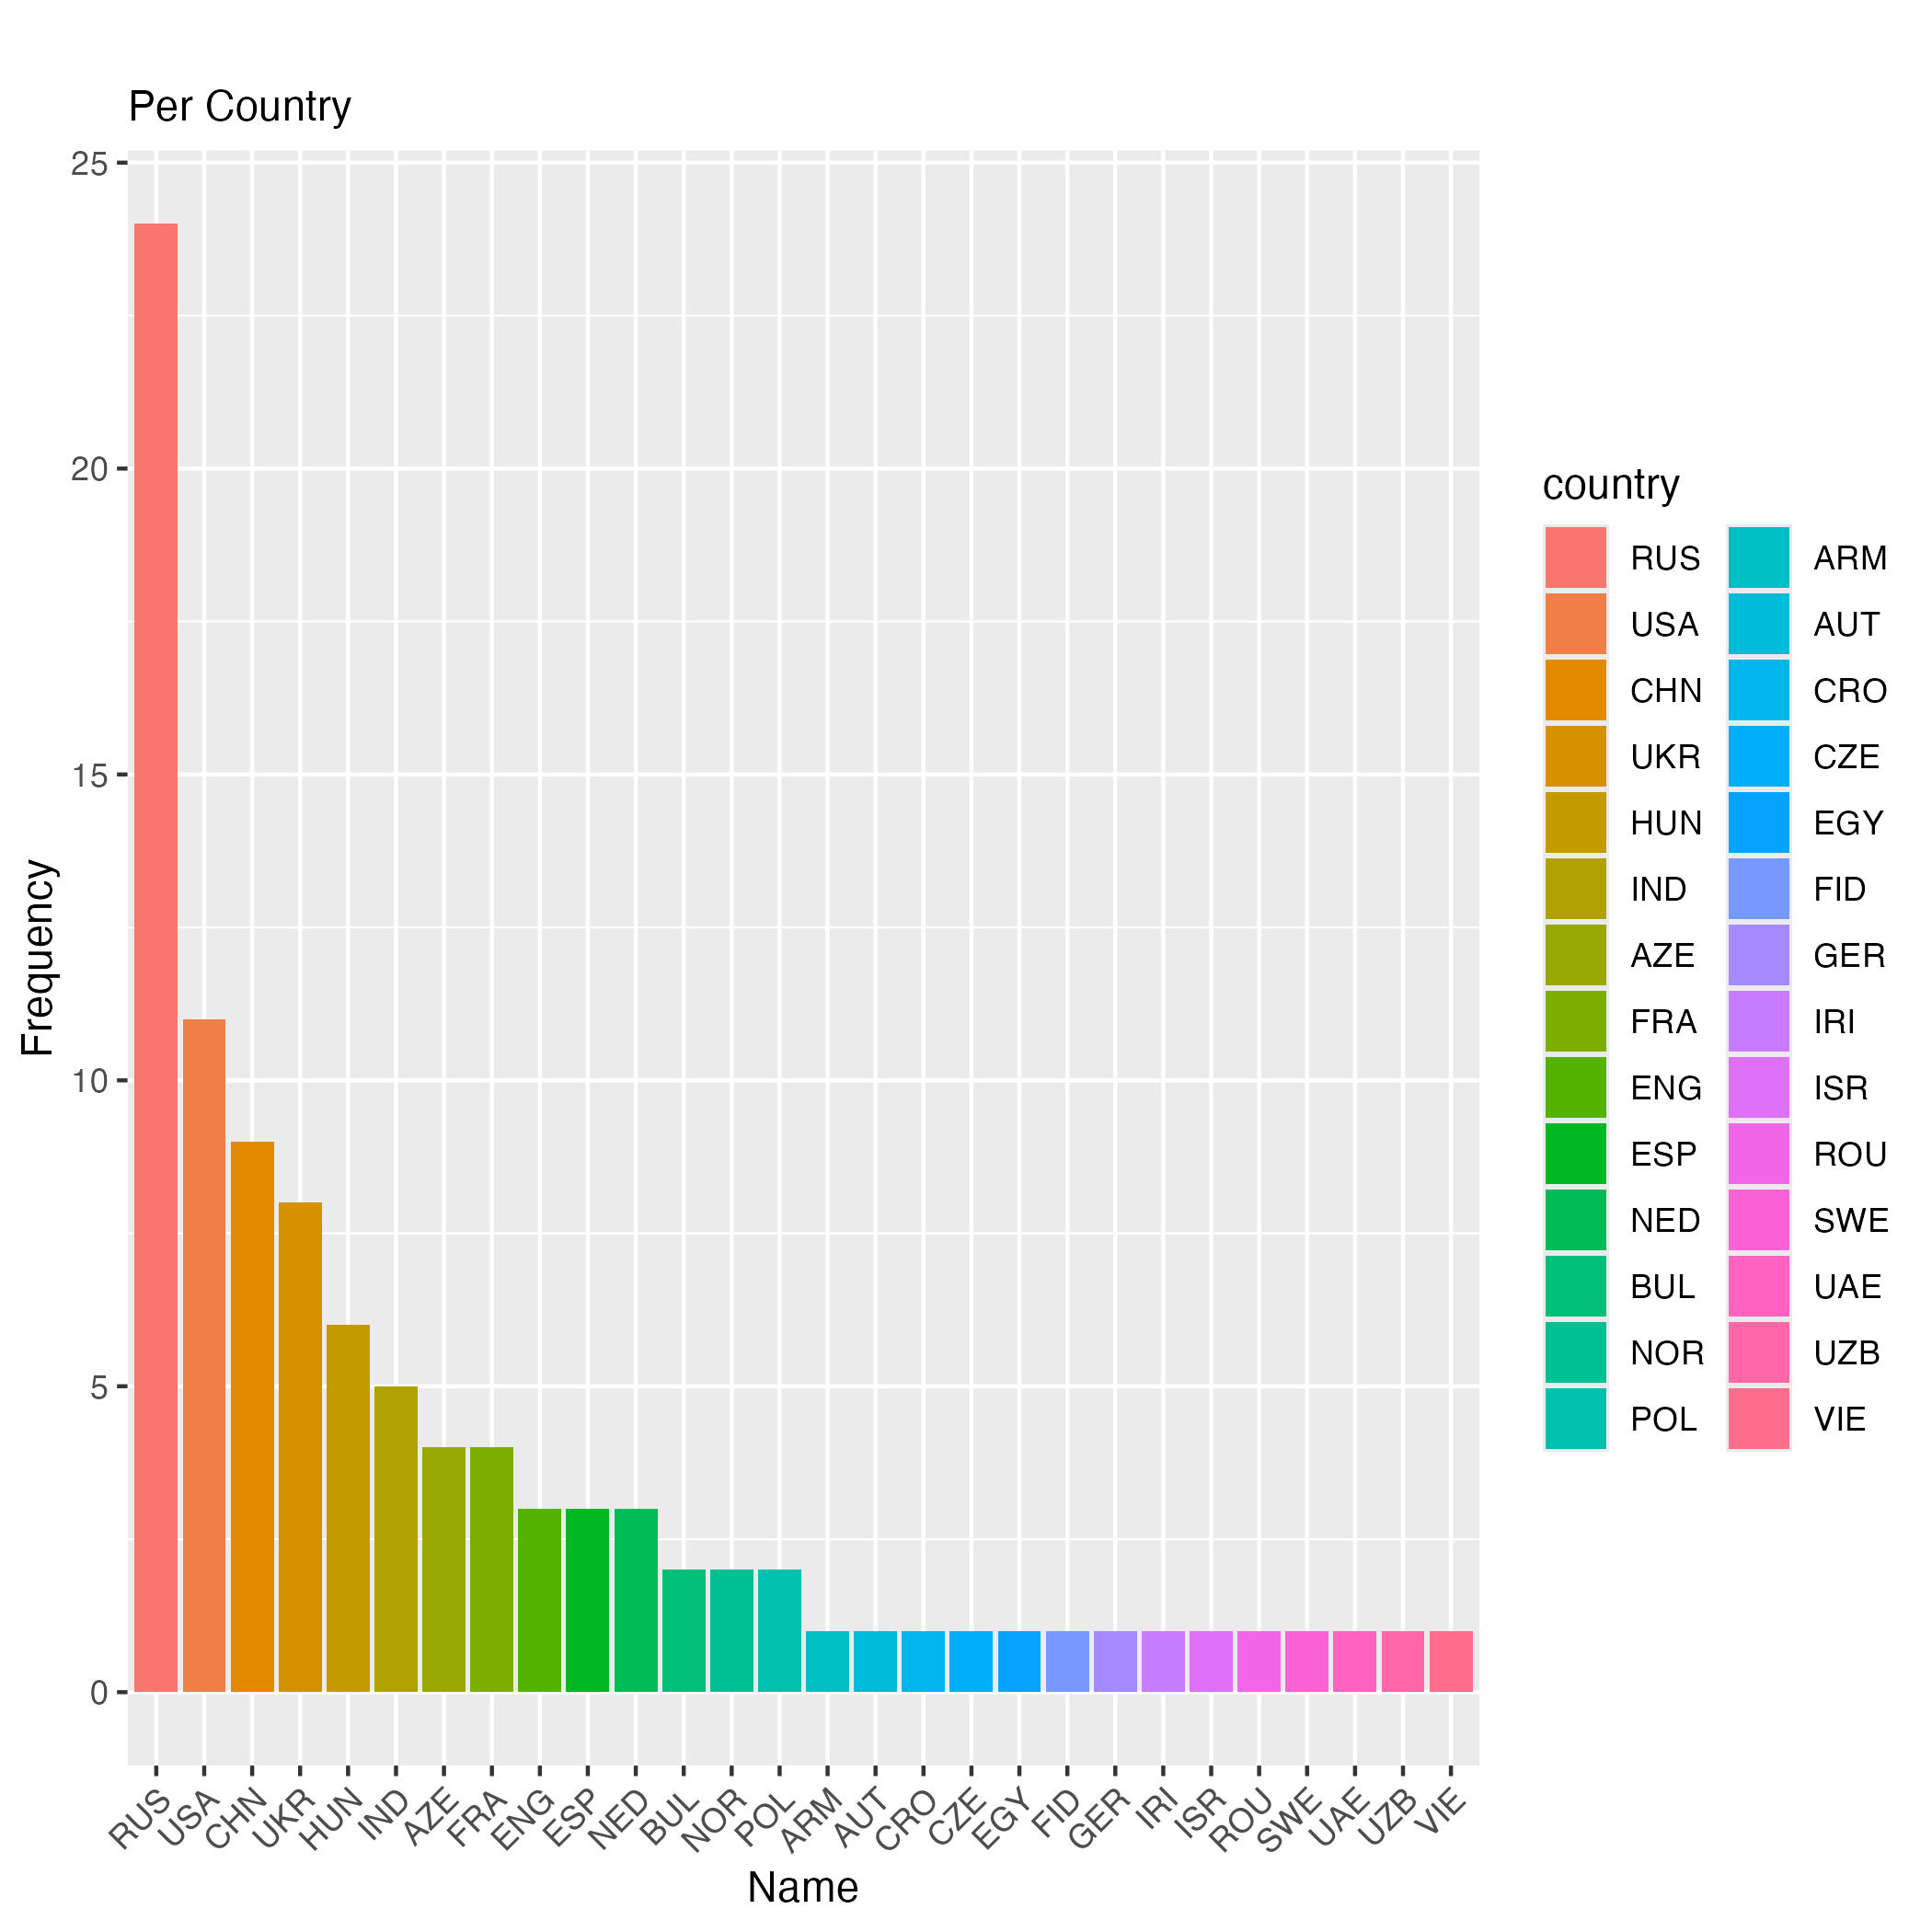 Per Country
25
20
15
10
5
0
Frequency
RUS
USA
CHN
UKR
HUN
IND
AZE
FRA
ENG
ESP
NED
BUL
NOR
POL
ARM
AUT
CRO
CZE
EGY
FID
GER
IRI
ISR
ROU
SWE
UAE
UZB
VIE
Name
country
RUS
USA
CHN
UKR
HUN
IND
AZE
FRA
ENG
ESP
NED
BUL
NOR
POL
ARM
AUT
CRO
CZE
EGY
FID
GER
IRI
ISR
ROU
SWE
UAE
UZB
VIE